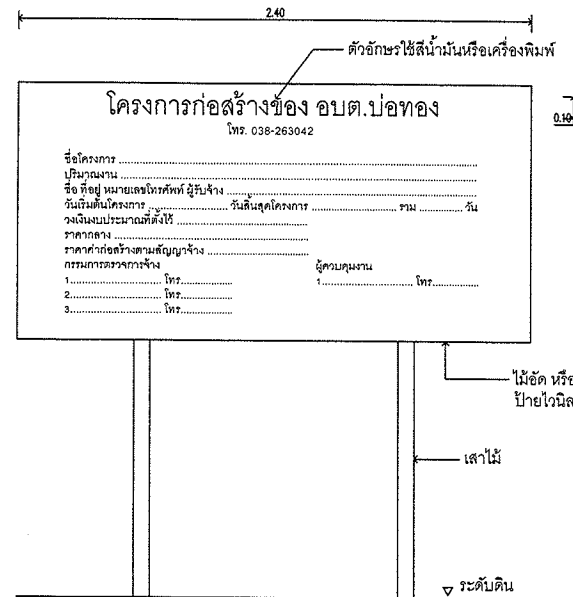 2.40
ตัวอักษรใช้สีน้ำมันหรือเครื่องพิมพ์
โครงการก่อสร้างของ อบต.บ่อทอง
โทร. 038-263042
0.10
ชื่อโครงการ ................................................
ปริมาณงาน ................................................
ชื่อ ที่อยู่ หมายเลขโทรศัพท์ ผู้รับจ้าง ................................................
วันเริ่มต้นโครงการ .................... วันสิ้นสุดโครงการ .................... รวม .......... วัน
วงเงินงบประมาณที่ตั้งไว้ ..............................
ราคากลาง ..............................
ราคาค่าก่อสร้างตามสัญญาจ้าง ..............................
กรรมการตรวจการจ้าง ผู้ควบคุมงาน
1...................... โทร.............. 1...................... โทร..............
2...................... โทร..............
3...................... โทร..............
ไม้อัด หรือ
ป้ายไวนิล
เสาไม้
ระดับดิน